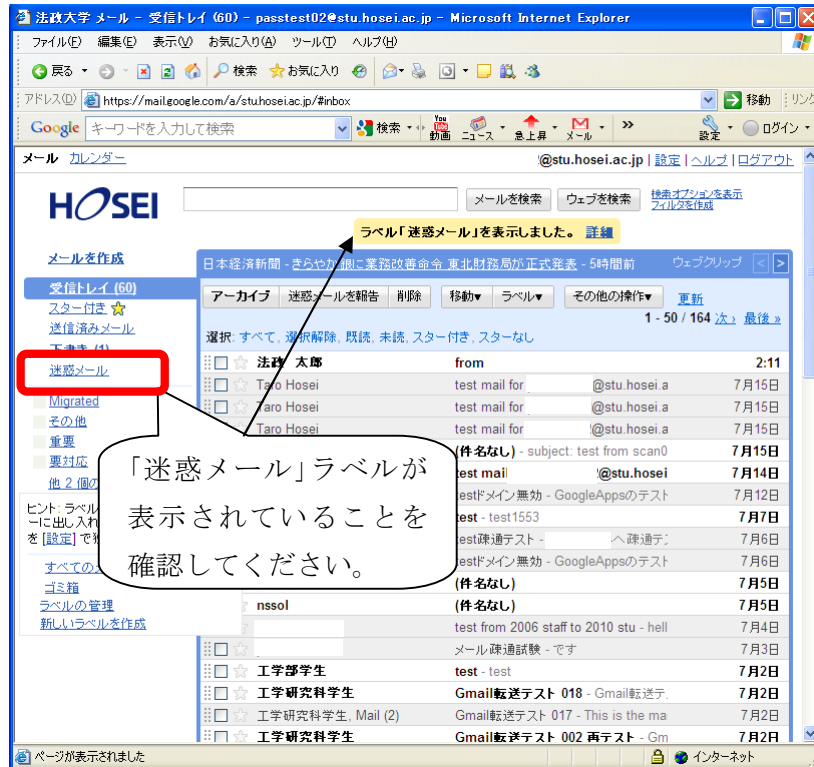 法政大学 メール - 受信トレイ (60) - passtest02@stu.hosei.ac.jp - Microsoft Internet Explorer
ファイル(F) 編集(E) 表示(V) お気に入り(A) ツール(T) ヘルプ(H)
戻る 検索 お気に入り
アドレス(D) https://mail.google.com/a/stu.hosei.ac.jp/#inbox 移動 リンク
Google キーワードを入力して検索 検索 You Tube 動画 ニュース 急上昇 メール » 設定 ログイン
メール カレンダー @stu.hosei.ac.jp | 設定 | ヘルプ | ログアウト
HOSEI メールを検索 ウェブを検索 検索オプションを表示
フィルタを作成
ラベル「迷惑メール」を表示しました。 詳細
メールを作成
日本経済新聞 - きらやか銀に業務改善命令 東北財務局が正式発表 - 5時間前 ウェブクリップ < >
受信トレイ (60)
スター付き
送信済みメール
下書き (1)
迷惑メール
Migrated
その他
重要
要対応
他 2 個の
ヒント: ラベル
ーに出し入れ
を [設定] で
すべての
ゴミ箱
ラベルの管理
新しいラベルを作成
アーカイブ 迷惑メールを報告 削除 移動▼ ラベル▼ その他の操作▼ 更新
1 - 50 / 164 次 › 最後 »
選択: すべて, 選択解除, 既読, 未読, スター付き, スターなし
法政 太郎 from 2:11
Taro Hosei test mail for @stu.hosei.a 7月15日
Taro Hosei test mail for @stu.hosei.a 7月15日
Taro Hosei test mail for @stu.hosei.a 7月15日
(件名なし) - subject: test from scan0 7月15日
test mail @stu.hosei 7月14日
testドメイン無効 - GoogleAppsのテスト 7月12日
test - test1553 7月7日
test疎通テスト - へ疎通テ 7月6日
testドメイン無効 - GoogleAppsのテスト 7月6日
(件名なし) 7月5日
nssol (件名なし) 7月5日
test from 2006 staff to 2010 stu - hell 7月4日
メール疎通試験 - です 7月3日
工学部学生 test - test 7月2日
工学研究科学生 Gmail転送テスト 018 - Gmail転送テ 7月2日
工学研究科学生, Mail (2) Gmail転送テスト 017 - This is the ma 7月2日
工学研究科学生 Gmail転送テスト 002 再テスト - Gm 7月2日
「迷惑メール」ラベルが
表示されていることを
確認してください。
ページが表示されました インターネット